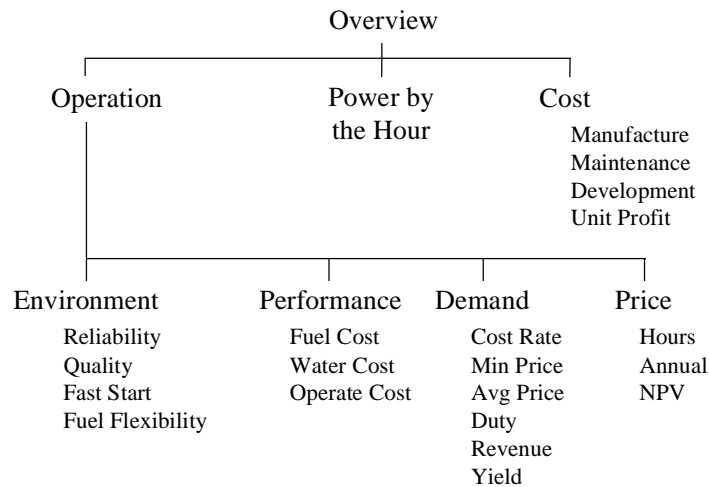 Overview
Operation
Power by
the Hour
Cost
Manufacture
Maintenance
Development
Unit Profit
Environment
Reliability
Quality
Fast Start
Fuel Flexibility
Performance
Fuel Cost
Water Cost
Operate Cost
Demand
Cost Rate
Min Price
Avg Price
Duty
Revenue
Yield
Price
Hours
Annual
NPV